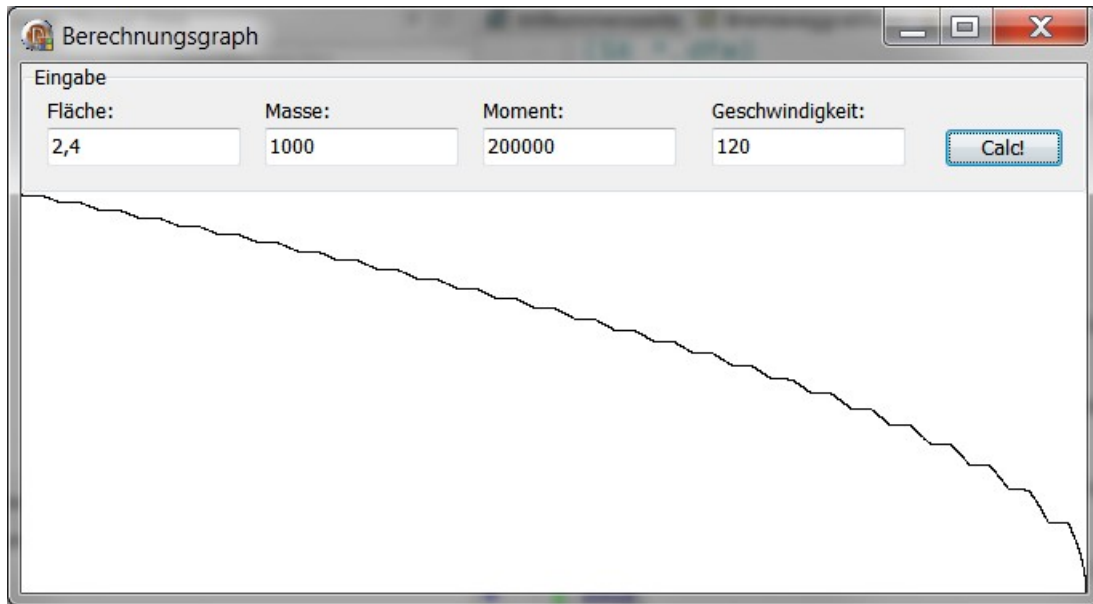 Berechnungsgraph
Eingabe
Fläche: Masse: Moment: Geschwindigkeit:
2,4 1000 200000 120 Calc!